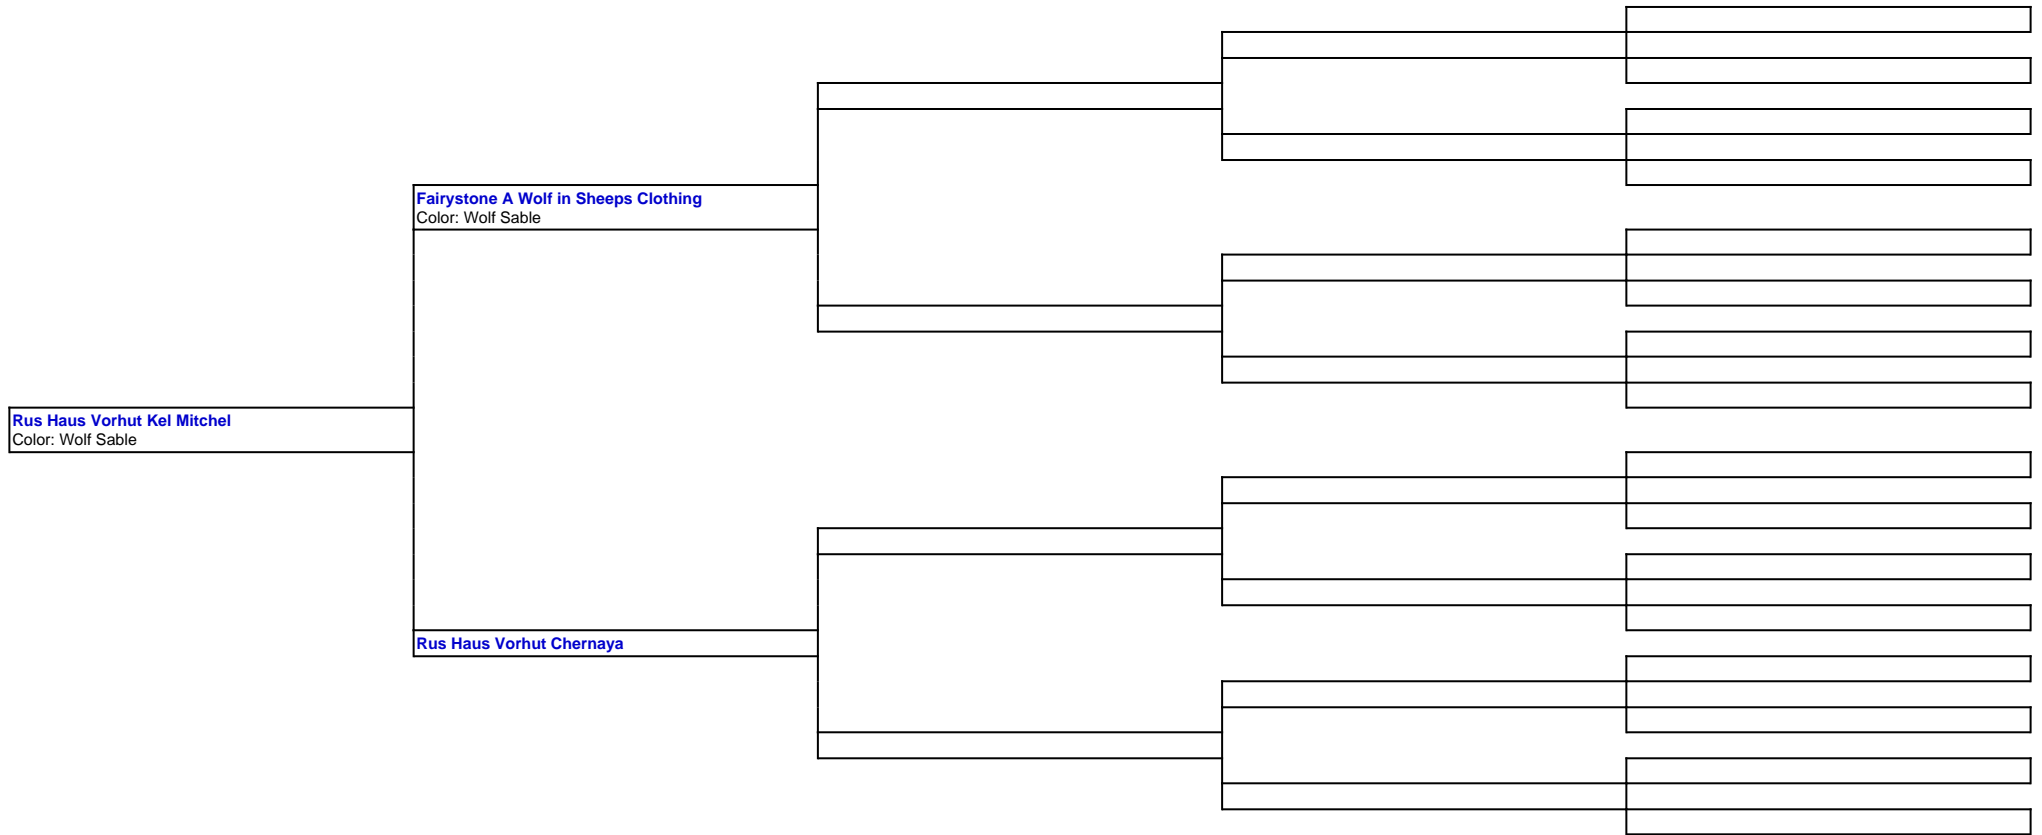 Fairystone A Wolf in Sheeps Clothing
Color: Wolf Sable
Rus Haus Vorhut Kel Mitchel
Color: Wolf Sable
Rus Haus Vorhut Chernaya